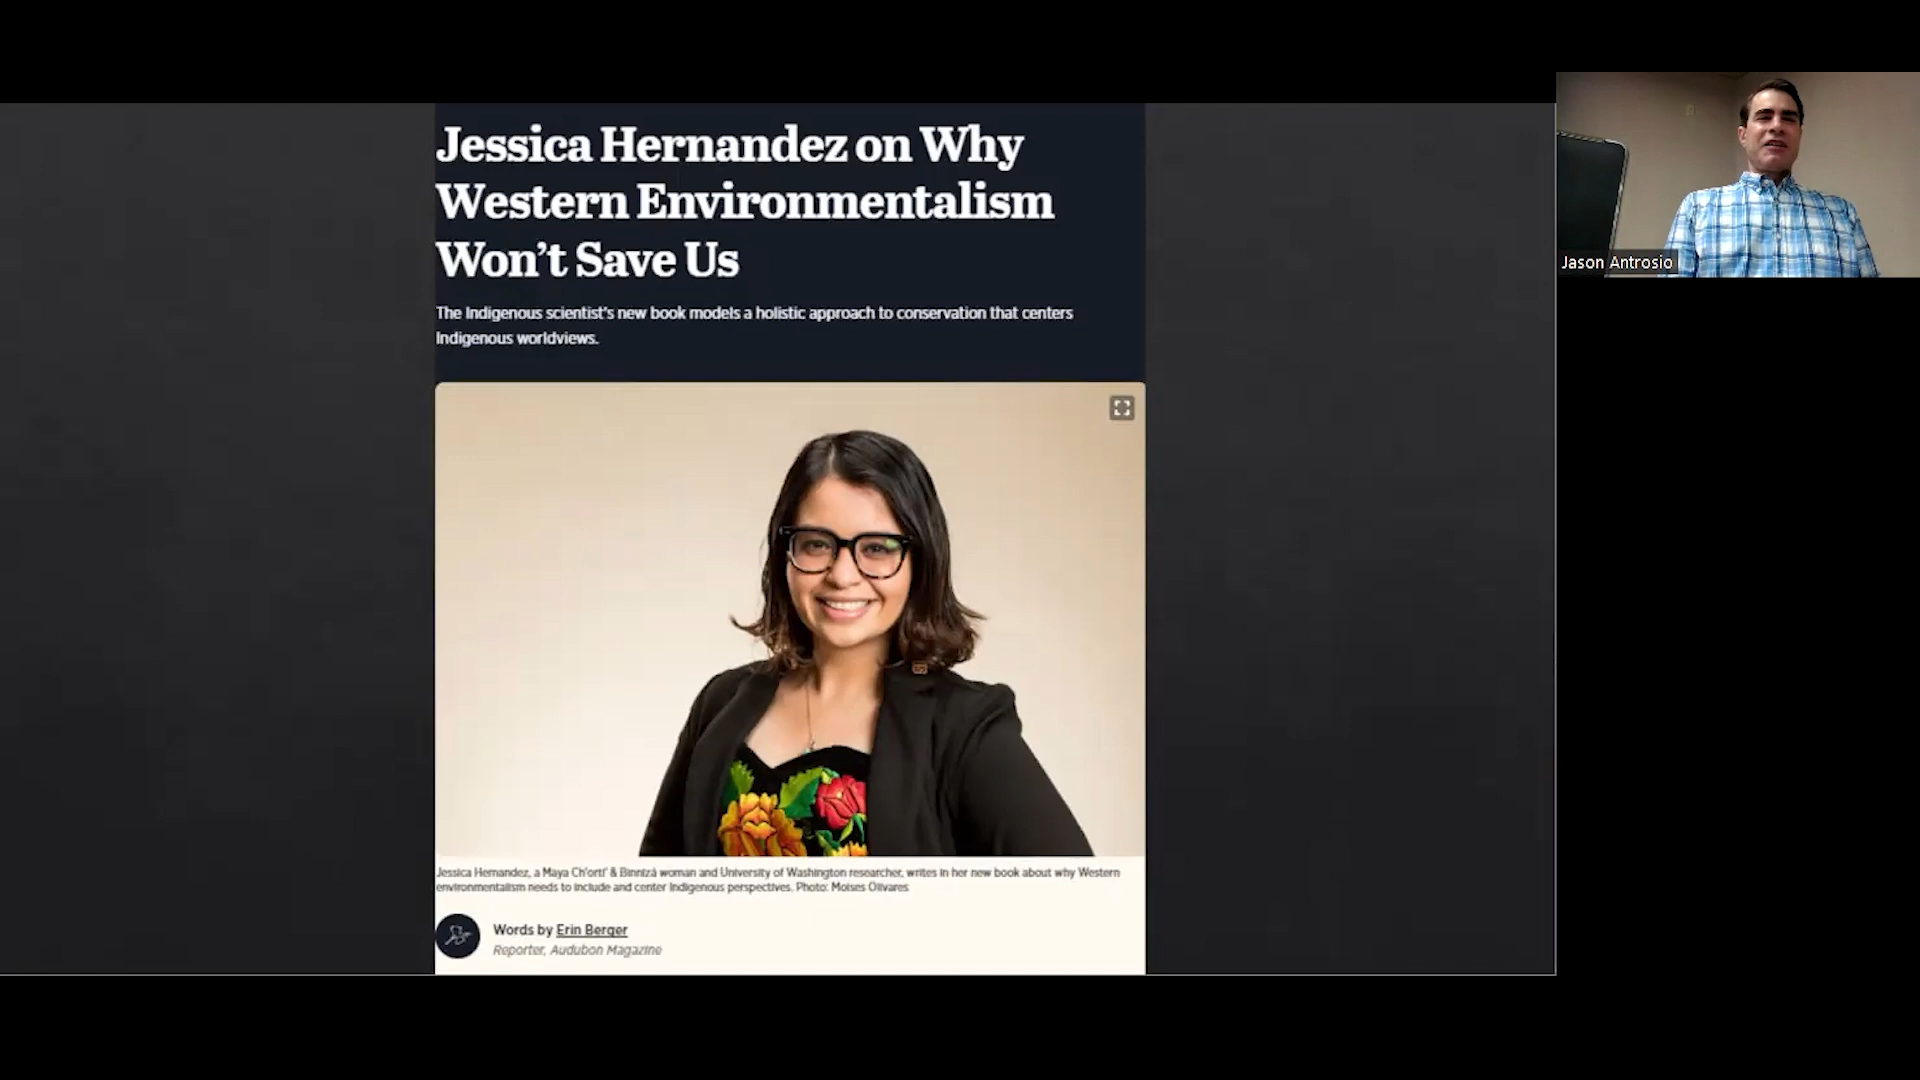 Jessica Hernandez on Why
Western Environmentalism
Won’t Save Us
The Indigenous scientist’s new book models a holistic approach to conservation that centers
Indigenous worldviews.
Jessica Hernandez, a Maya Ch’orti’ & Binnizá woman and University of Washington researcher, writes in her new book about why Western
environmentalism needs to include and center Indigenous perspectives. Photo: Moises Olivares
Words by Erin Berger
Reporter, Audubon Magazine
Jason Antrosio